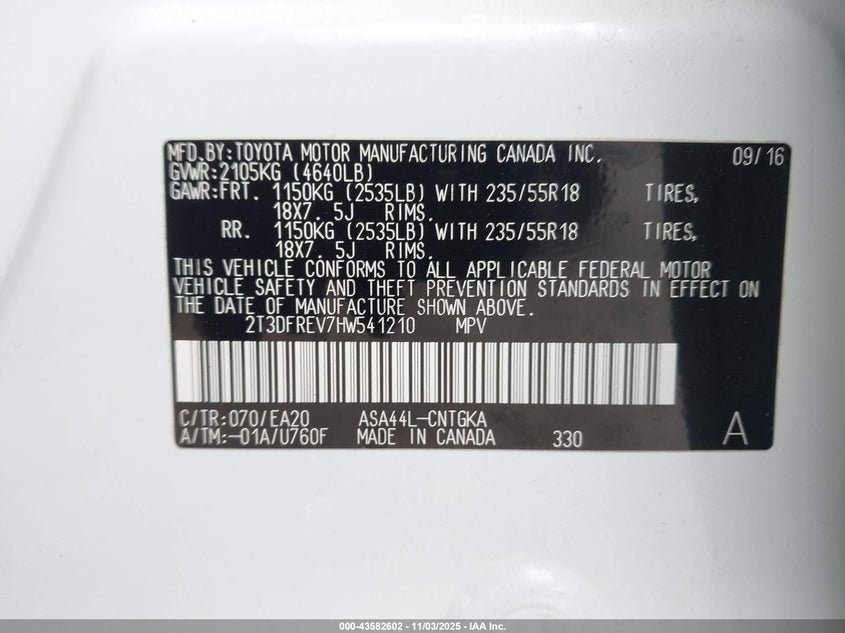 MFD.BY:TOYOTA MOTOR MANUFACTURING CANADA INC. 09/16
GVWR:2105KG (4640LB)
GAWR:FRT. 1150KG (2535LB) WITH 235/55R18 TIRES,
18X7. 5J RIMS.
RR. 1150KG (2535LB) WITH 235/55R18 TIRES,
18X7. 5J RIMS.
THIS VEHICLE CONFORMS TO ALL APPLICABLE FEDERAL MOTOR
VEHICLE SAFETY AND THEFT PREVENTION STANDARDS IN EFFECT ON
THE DATE OF MANUFACTURE SHOWN ABOVE.
2T3DFREV7HW541210 MPV
C/TR:070/EA20 ASA44L-CNTGKA
A/TM:-01A/U760F MADE IN CANADA 330 A
000-43582602 - 11/03/2025 - IAA Inc.